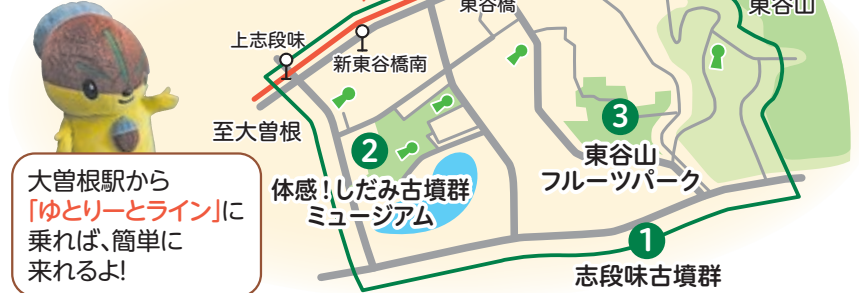 東谷橋
東谷山
上志段味
新東谷橋南
至大曽根
3
東谷山
フルーツパーク
2
体感!しだみ古墳群
ミュージアム
大曽根駅から
「ゆとりーとライン」に
乗れば、簡単に
来れるよ!
1
志段味古墳群